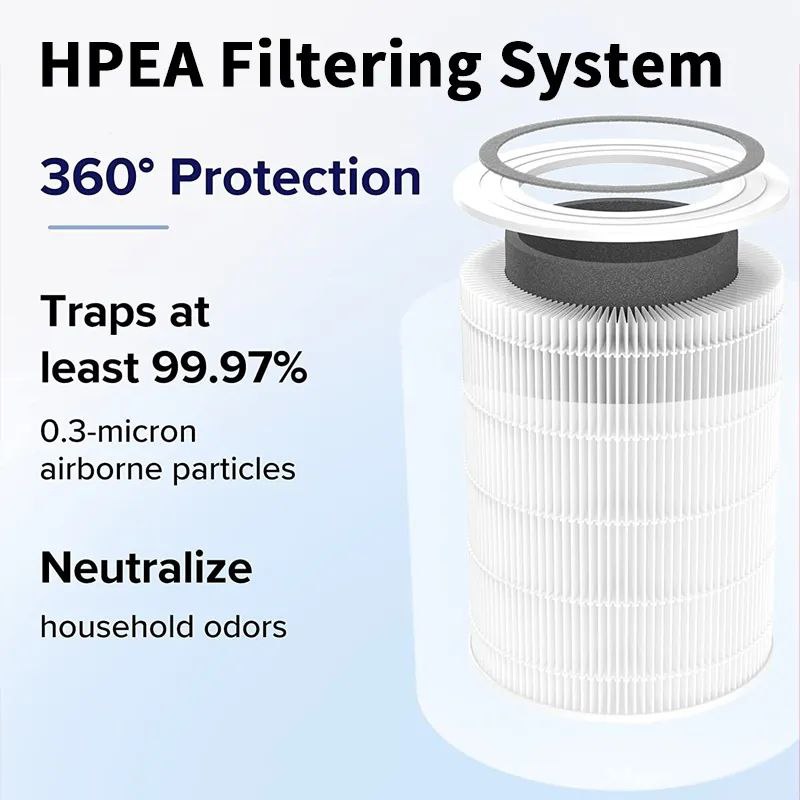 HPEA Filtering System
360° Protection
Traps at
least 99.97%
0.3-micron
airborne particles
Neutralize
household odors